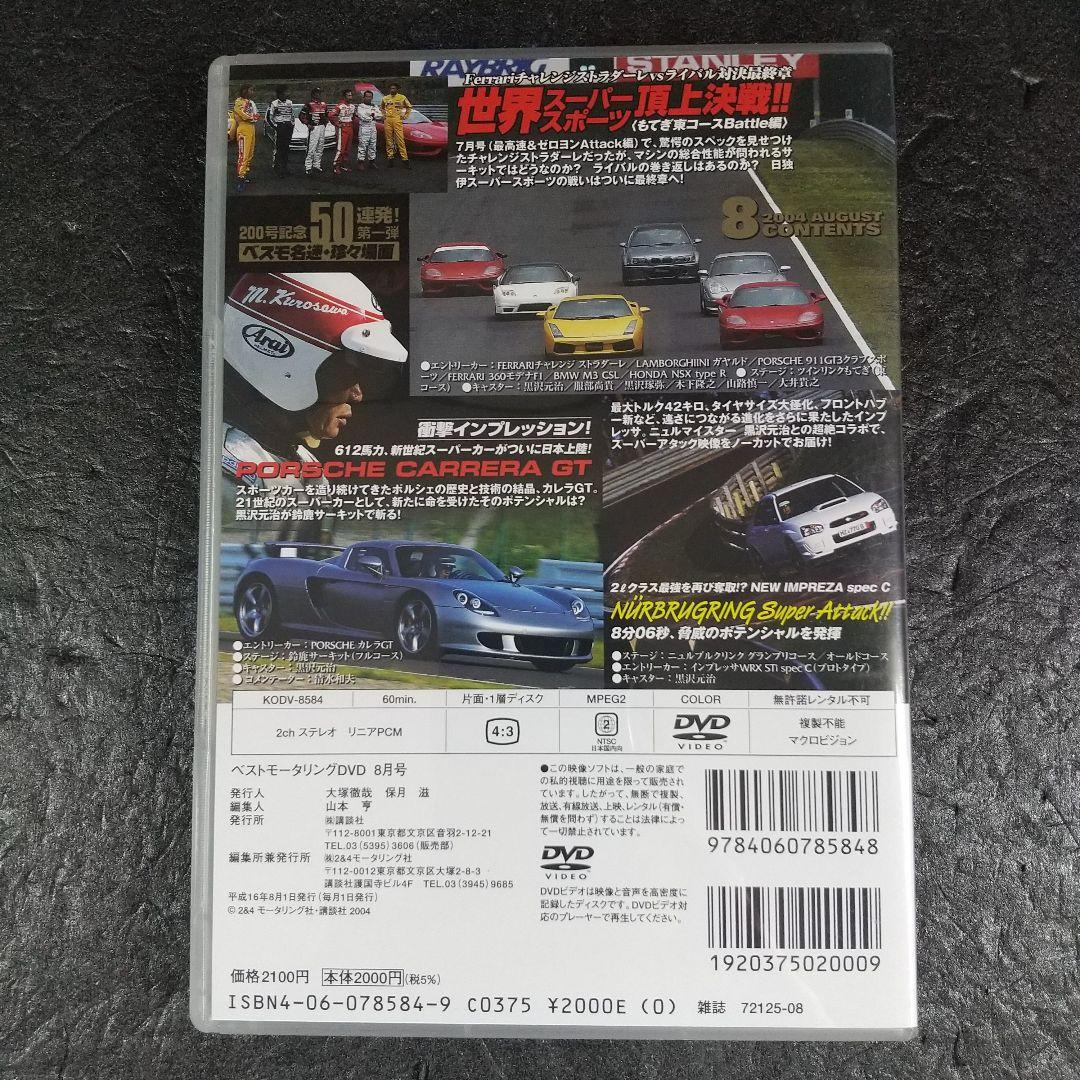 RAYBRIG STANLEY
Ferrariチャレンジストラダーレvsライバル対決最終章
世界スーパースポーツ頂上決戦!!
〈もてぎ東コースBattle編〉
7月号(最高速&ゼロヨンAttack編)で、驚愕のスペックを見せつけ
たチャレンジストラダーレだったが、マシンの総合性能が問われるサ
ーキットではどうなのか? ライバルの巻き返しはあるのか? 日独
伊スーパースポーツの戦いはついに最終章へ!
200号記念50連発!第一弾
ベスモ名速・珍々場面
8 2004 AUGUST
CONTENTS
M. Kurosawa
Arai
●エントリーカー:FERRARIチャレンジ ストラダーレ/LAMBORGHIINI ガヤルド/PORSCHE 911GT3クラブスポ
ーツ/FERRARI 360モデナF1/BMW M3 CSL/HONDA NSX type R ●ステージ:ツインリンクもてぎ(東
コース) ●キャスター:黒沢元治/服部尚貴/黒沢琢弥/木下隆之/山路慎一/大井貴之
衝撃インプレッション!
612馬力、新世紀スーパーカーがついに日本上陸!
PORSCHE CARRERA GT
スポーツカーを造り続けてきたポルシェの歴史と技術の結晶、カレラGT。
21世紀のスーパーカーとして、新たに命を受けたそのポテンシャルは?
黒沢元治が鈴鹿サーキットで斬る!
●エントリーカー:PORSCHE カレラGT
●ステージ:鈴鹿サーキット(フルコース)
●キャスター:黒沢元治
●コメンテーター:清水和夫
最大トルク42キロ、タイヤサイズ大径化、フロントハブ
一新など、速さにつながる進化をさらに果たしたインプ
レッサ。ニュルマイスター 黒沢元治との超絶コラボで、
スーパーアタック映像をノーカットでお届け!
2ℓクラス最強を再び奪取!? NEW IMPREZA spec C
NÜRBRUGRING Super-Attack!!
8分06秒、脅威のポテンシャルを発揮
●ステージ:ニュルブルクリンク グランプリコース/オールドコース
●エントリーカー:インプレッサWRX STi spec C(プロトタイプ)
●キャスター:黒沢元治
KODV-8584 60min. 片面・1層ディスク MPEG2 COLOR 無許諾レンタル不可
2ch ステレオ リニアPCM 4:3 2 NTSC 日本国内向 DVD VIDEO 複製不能 マクロビジョン
ベストモータリングDVD 8月号
発行人 大塚徹哉 保月 滋
編集人 山本 亨
発行所 ㈱講談社
〒112-8001東京都文京区音羽2-12-21
TEL.03(5395)3606(販売部)
編集所兼発行所 ㈱2&4モータリング社
〒112-0012東京都文京区大塚2-8-3
講談社護国寺ビル4F TEL.03(3945)9685
平成16年8月1日発行(毎月1日発行)
© 2&4 モータリング社・講談社 2004
●この映像ソフトは、一般の家庭で
の私的視聴に用途を限って販売され
ています。したがって、無断で複製、
放送、有線放送、上映、レンタル(有償・
無償を問わず)することは法律によっ
て一切禁止されています。
DVD VIDEO
DVDビデオは映像と音声を高密度に
記録したディスクです。DVDビデオ対
応のプレーヤーで再生してください。
9784060785848
1920375020009
価格2100円 本体2000円(税5%)
ISBN4-06-078584-9 C0375 ¥2000E (0) 雑誌 72125-08